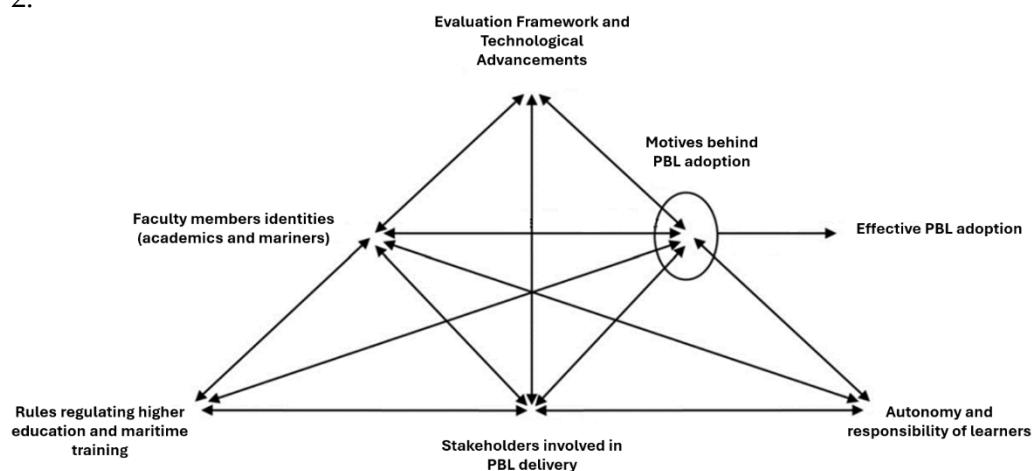 2.
Evaluation Framework and
Technological
Advancements
Motives behind
PBL adoption
Faculty members identities
(academics and mariners)
Effective PBL adoption
Rules regulating higher
education and maritime
training
Stakeholders involved in
PBL delivery
Autonomy and
responsibility of learners